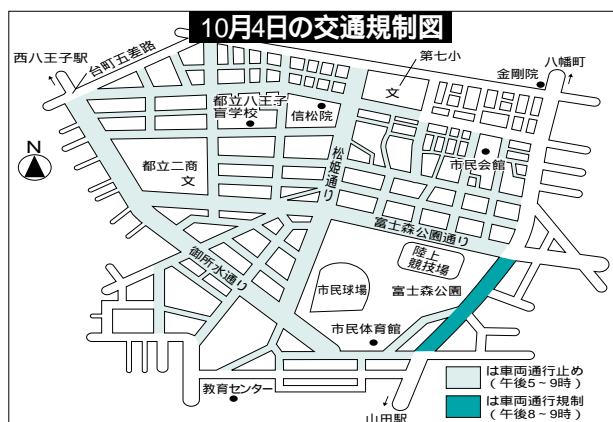 10月4日の交通規制図
西八王子駅
台町五差路
第七小
文
金剛院
八幡町
都立八王子
盲学校
信松院
N
都立二商
文
松姫通り
市民会館
富士森公園通り
御所水通り
陸上
競技場
市民球場
富士森公園
市民体育館
教育センター
山田駅
は車両通行止め
(午後5~9時)
は車両通行規制
(午後8~9時)